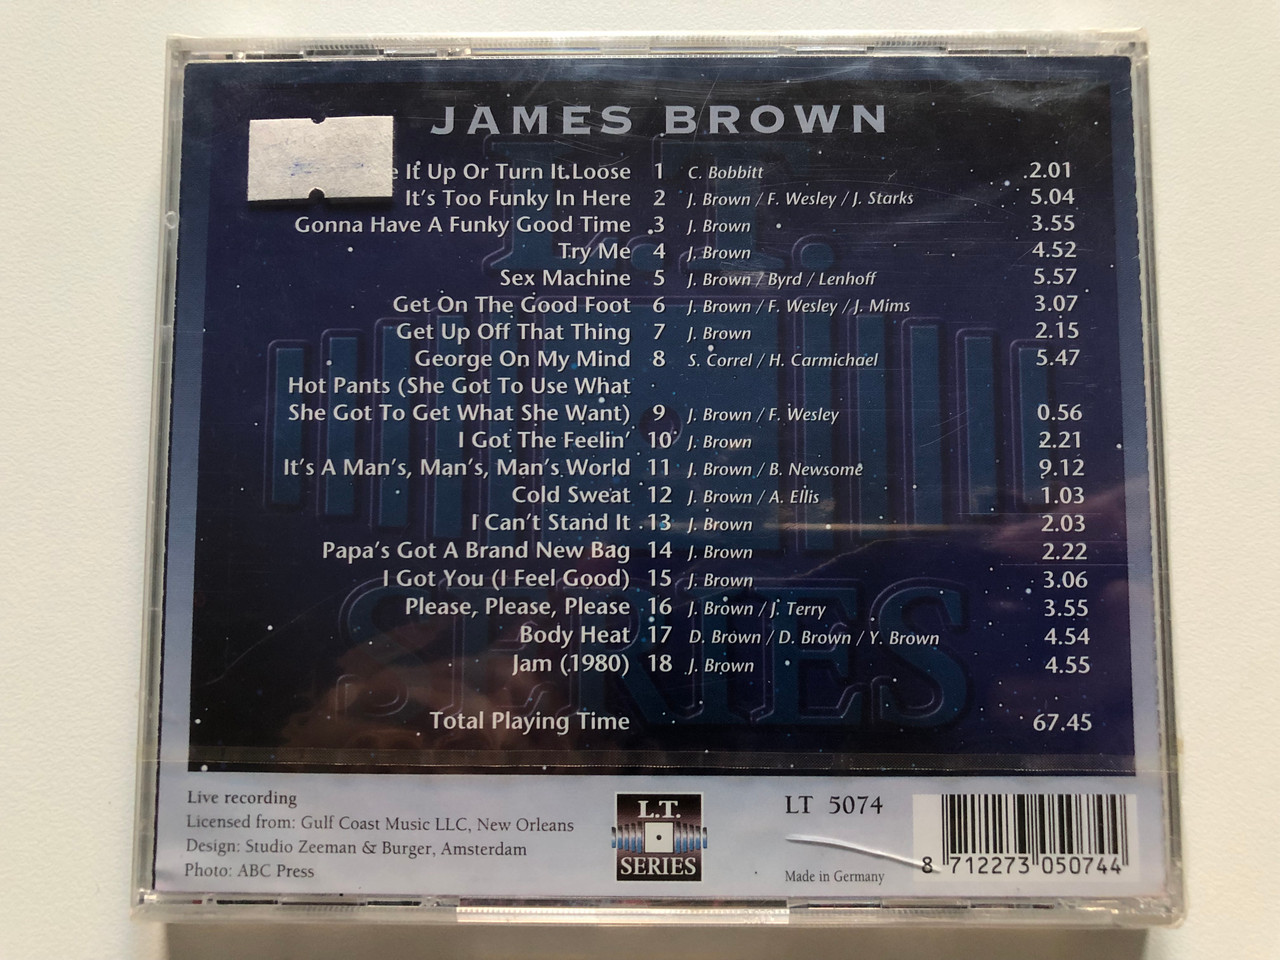 JAMES BROWN
If Up Or Turn It Loose 1 C. Bobbitt 2.01
It's Too Funky In Here 2 J. Brown / F. Wesley / J. Starks 5.04
Gonna Have A Funky Good Time 3 J. Brown 3.55
Try Me 4 J. Brown 4.52
Sex Machine 5 J. Brown / Byrd / Lenhoff 5.57
Get On The Good Foot 6 J. Brown / F. Wesley / J. Mims 3.07
Get Up Off That Thing 7 J. Brown 2.15
George On My Mind 8 S. Correl / H. Carmichael 5.47
Hot Pants (She Got To Use What
She Got To Get What She Want) 9 J. Brown / F. Wesley 0.56
I Got The Feelin' 10 J. Brown 2.21
It's A Man's, Man's, Man's World 11 J. Brown / B. Newsome 9.12
Cold Sweat 12 J. Brown / A. Ellis 1.03
I Can't Stand It 13 J. Brown 2.03
Papa's Got A Brand New Bag 14 J. Brown 2.22
I Got You (I Feel Good) 15 J. Brown 3.06
Please, Please, Please 16 J. Brown / J. Terry 3.55
Body Heat 17 D. Brown / D. Brown / Y. Brown 4.54
Jam (1980) 18 J. Brown 4.55
Total Playing Time 67.45
L.T.
SERIES
Live recording
Licensed from: Gulf Coast Music LLC, New Orleans
Design: Studio Zeeman & Burger, Amsterdam
Photo: ABC Press
L.T.
SERIES
LT 5074
Made in Germany
8 712273 050744